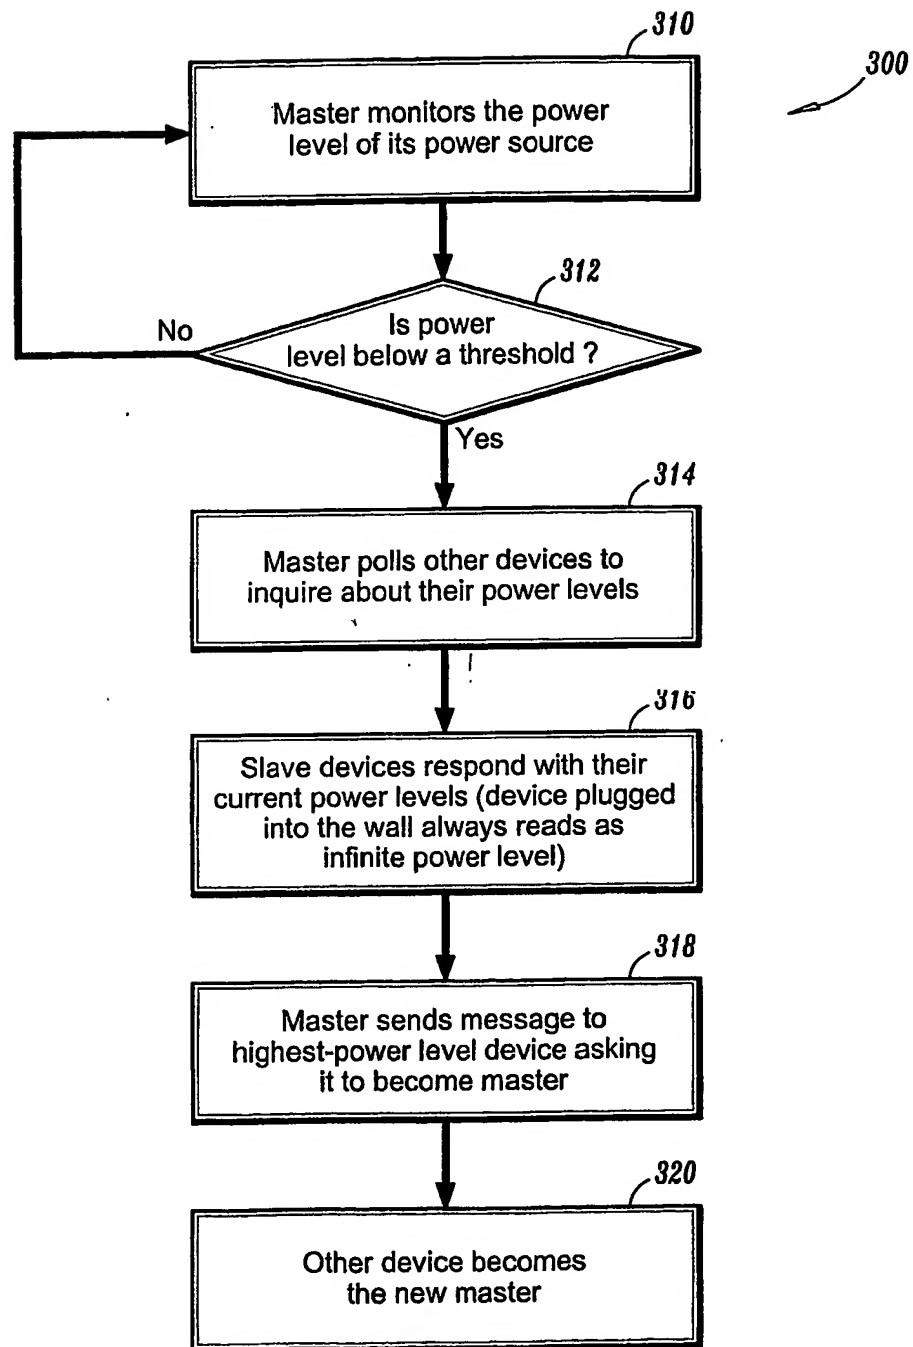 310
300
Master monitors the power
level of its power source
312
Is power
level below a threshold ?
No
Yes
314
Master polls other devices to
inquire about their power levels
316
Slave devices respond with their
current power levels (device plugged
into the wall always reads as
infinite power level)
318
Master sends message to
highest-power level device asking
it to become master
320
Other device becomes
the new master